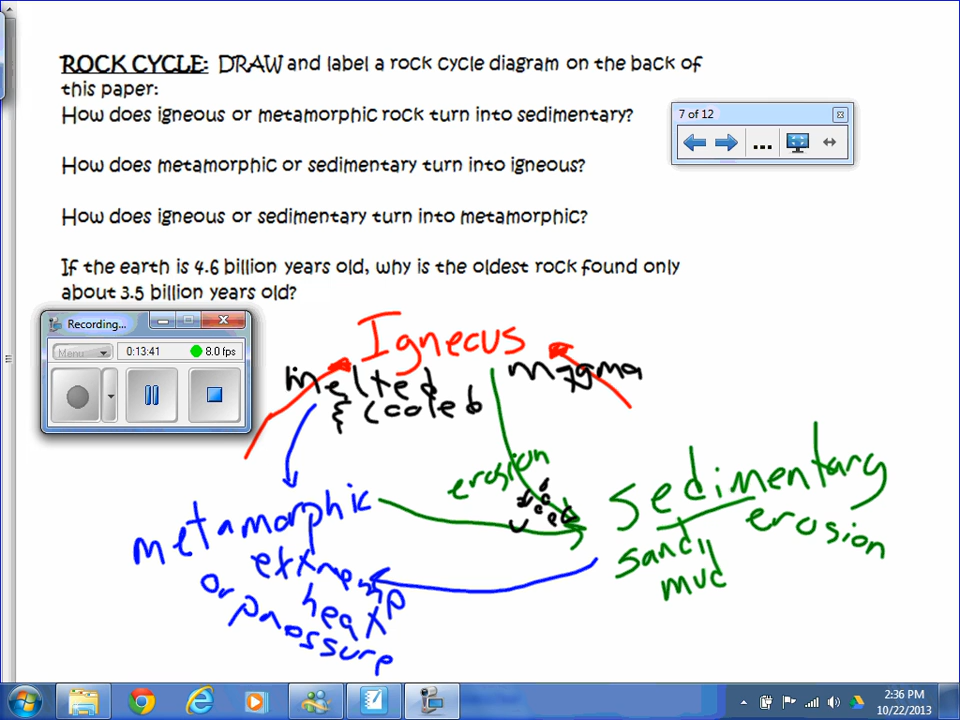 ROCK CYCLE: DRAW and label a rock cycle diagram on the back of
this paper:
How does igneous or metamorphic rock turn into sedimentary?
7 of 12
...
How does metamorphic or sedimentary turn into igneous?
How does igneous or sedimentary turn into metamorphic?
If the earth is 4.6 billion years old, why is the oldest rock found only
about 3.5 billion years old?
Recording...
Menu
0:13:41
8.0 fps
Igneous
melted
& cooled
magma
erosion
Sedimentary
erosion
sand
mud
metamorphic
extreme
heat
or
2:36 PM
10/22/2013